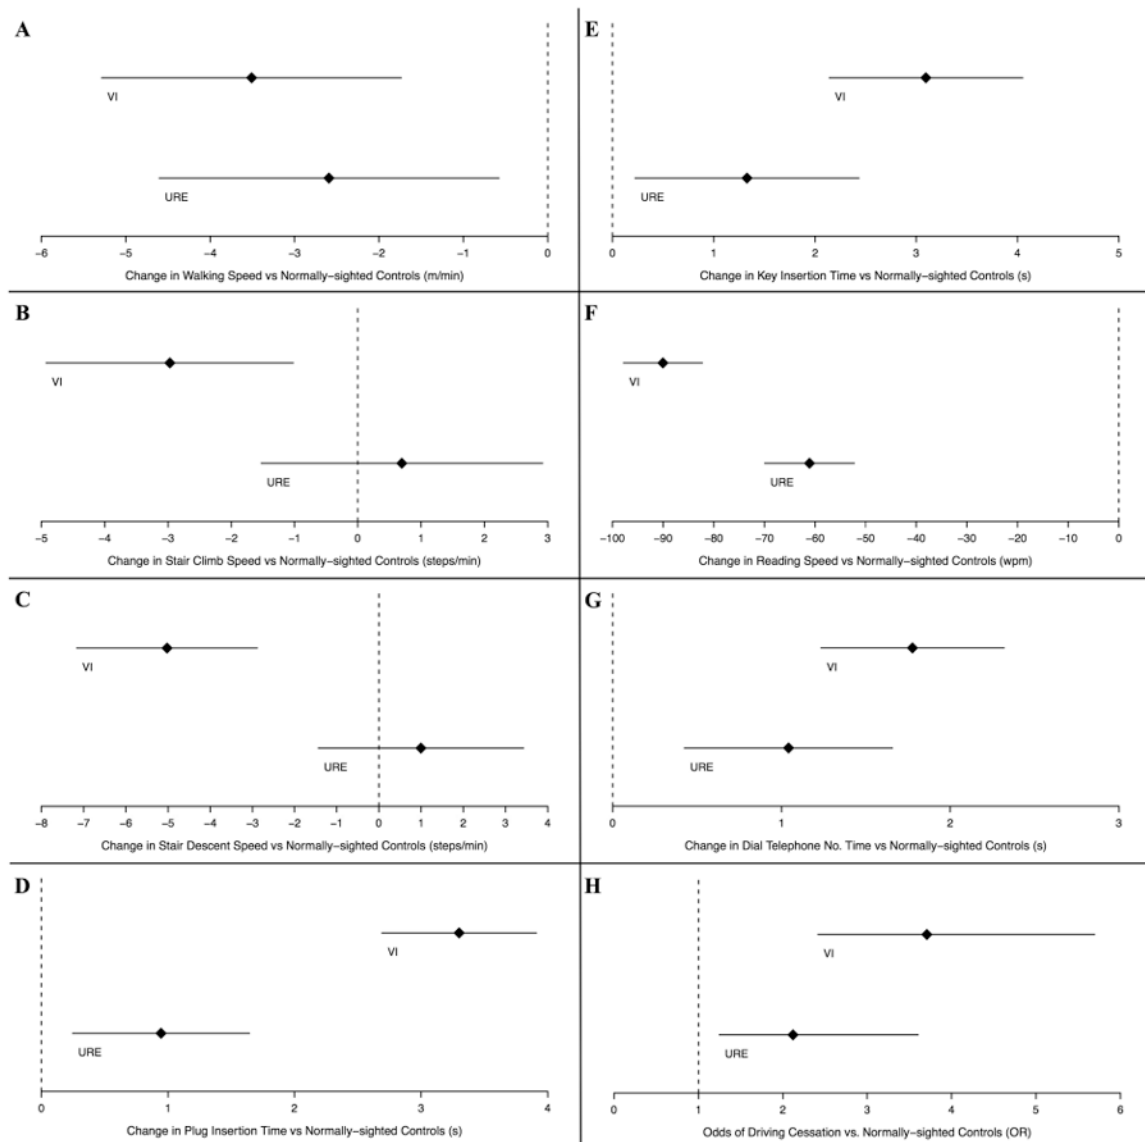 A
VI
URE
−6 −5 −4 −3 −2 −1 0
Change in Walking Speed vs Normally−sighted Controls (m/min)
B
VI
URE
−5 −4 −3 −2 −1 0 1 2 3
Change in Stair Climb Speed vs Normally−sighted Controls (steps/min)
C
VI
URE
−8 −7 −6 −5 −4 −3 −2 −1 0 1 2 3 4
Change in Stair Descent Speed vs Normally−sighted Controls (steps/min)
D
VI
URE
0 1 2 3 4
Change in Plug Insertion Time vs Normally−sighted Controls (s)
E
VI
URE
0 1 2 3 4 5
Change in Key Insertion Time vs Normally−sighted Controls (s)
F
VI
URE
−100 −90 −80 −70 −60 −50 −40 −30 −20 −10 0
Change in Reading Speed vs Normally−sighted Controls (wpm)
G
VI
URE
0 1 2 3
Change in Dial Telephone No. Time vs Normally−sighted Controls (s)
H
VI
URE
0 1 2 3 4 5 6
Odds of Driving Cessation vs. Normally−sighted Controls (OR)